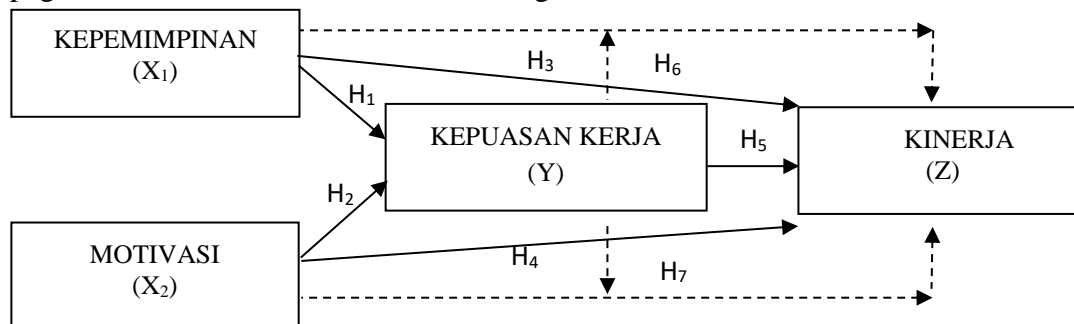 KEPEMIMPINAN
(X₁)
H₃
H₆
H₁
KEPUASAN KERJA
(Y)
H₅
KINERJA
(Z)
H₂
MOTIVASI
(X₂)
H₄
H₇